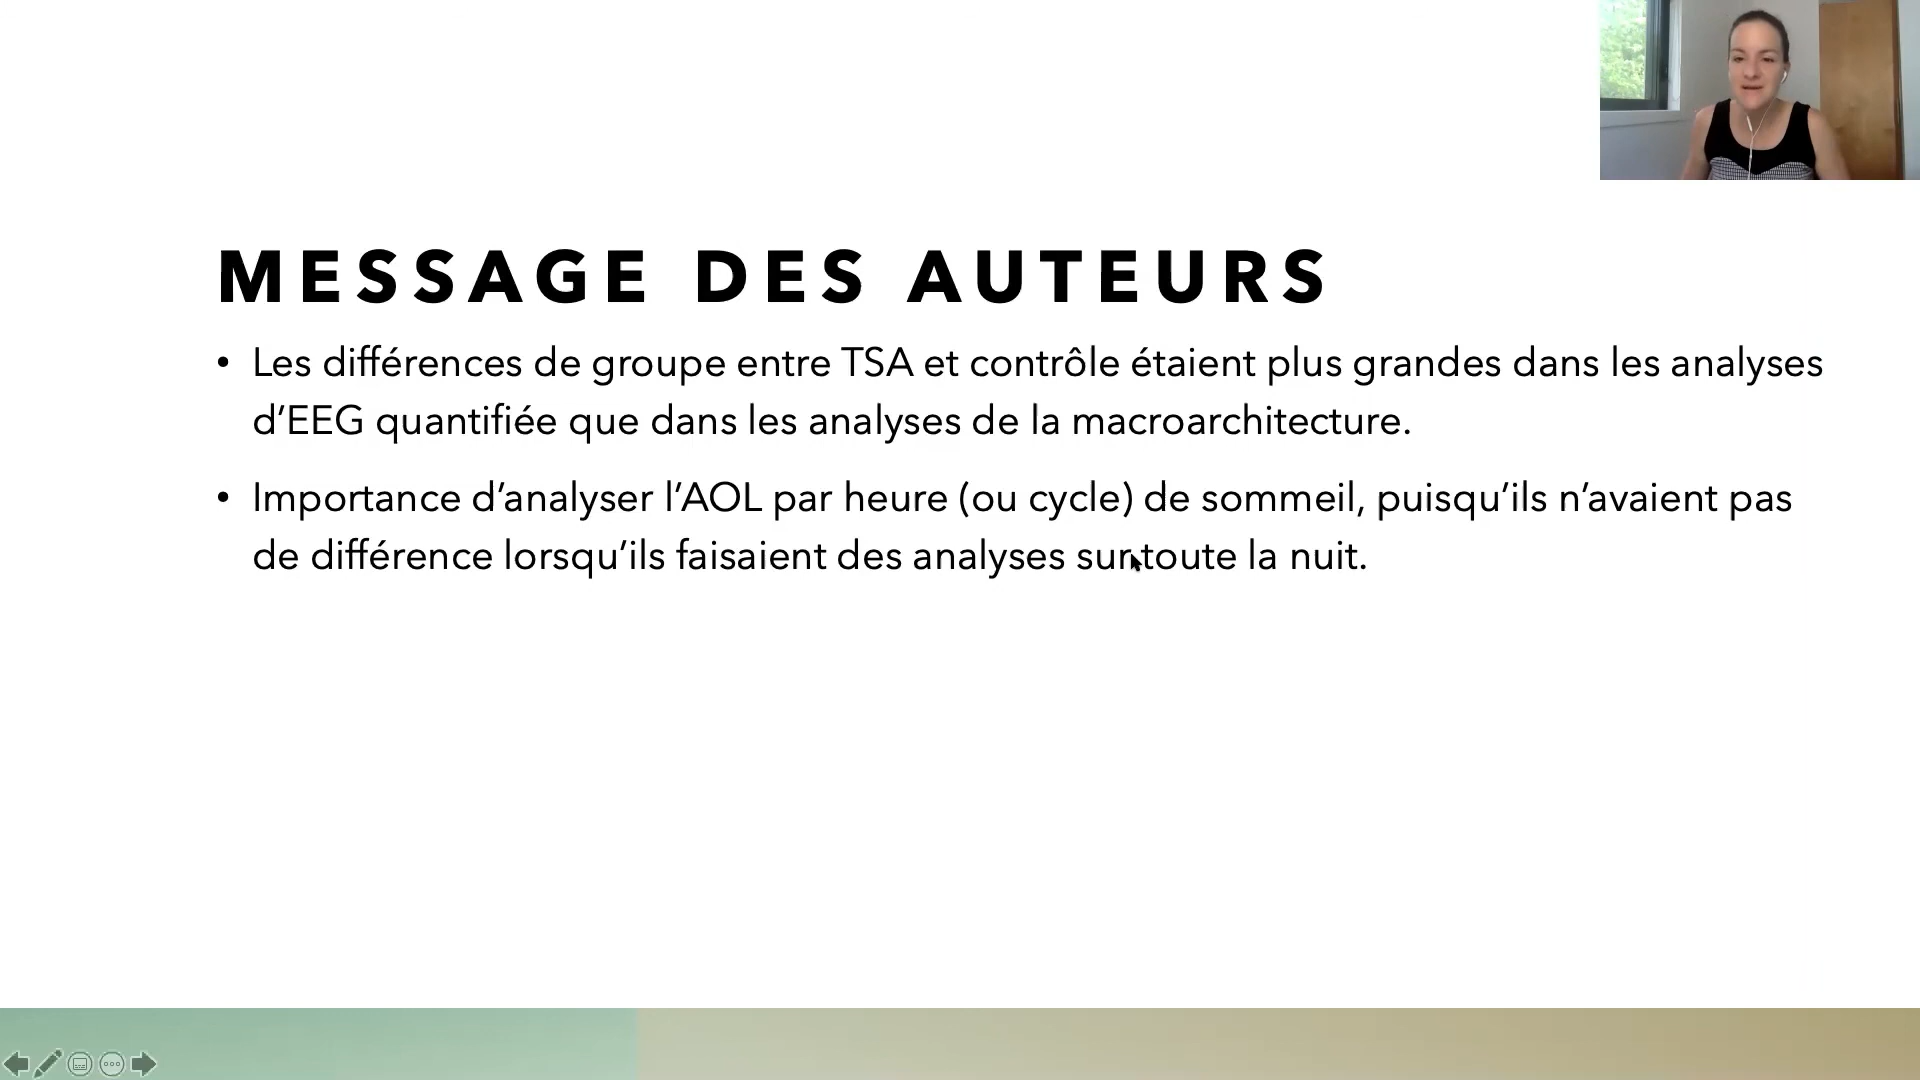 MESSAGE DES AUTEURS
• Les différences de groupe entre TSA et contrôle étaient plus grandes dans les analyses
d’EEG quantifiée que dans les analyses de la macroarchitecture.
• Importance d’analyser l’AOL par heure (ou cycle) de sommeil, puisqu’ils n’avaient pas
de différence lorsqu’ils faisaient des analyses sur toute la nuit.